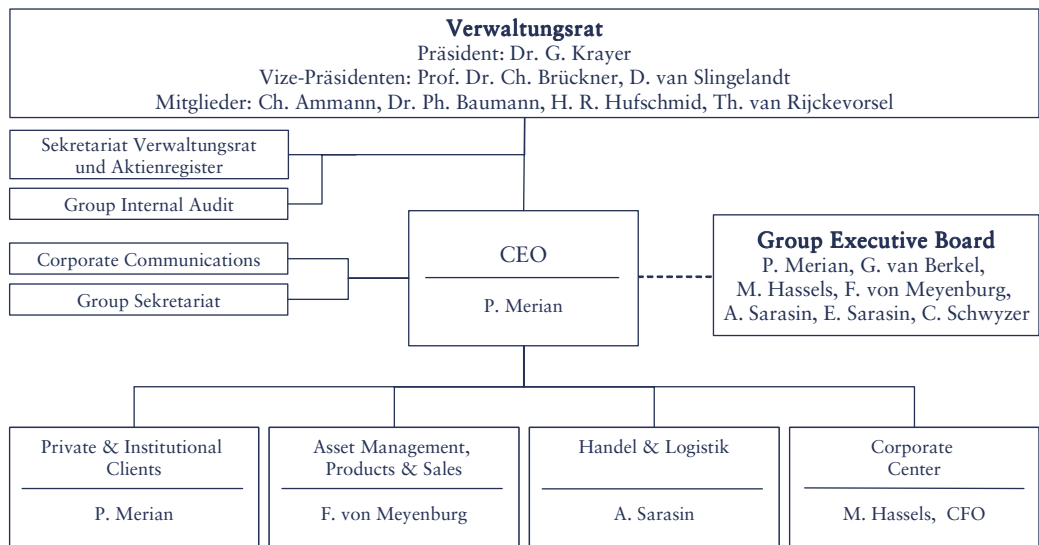 Verwaltungsrat
Präsident: Dr. G. Krayer
Vize-Präsidenten: Prof. Dr. Ch. Brückner, D. van Slingelandt
Mitglieder: Ch. Ammann, Dr. Ph. Baumann, H. R. Hufschmid, Th. van Rijckevorsel
Sekretariat Verwaltungsrat
und Aktienregister
Group Internal Audit
Corporate Communications
Group Sekretariat
CEO
P. Merian
Group Executive Board
P. Merian, G. van Berkel,
M. Hassels, F. von Meyenburg,
A. Sarasin, E. Sarasin, C. Schwyzer
Private & Institutional
Clients
P. Merian
Asset Management,
Products & Sales
F. von Meyenburg
Handel & Logistik
A. Sarasin
Corporate
Center
M. Hassels, CFO